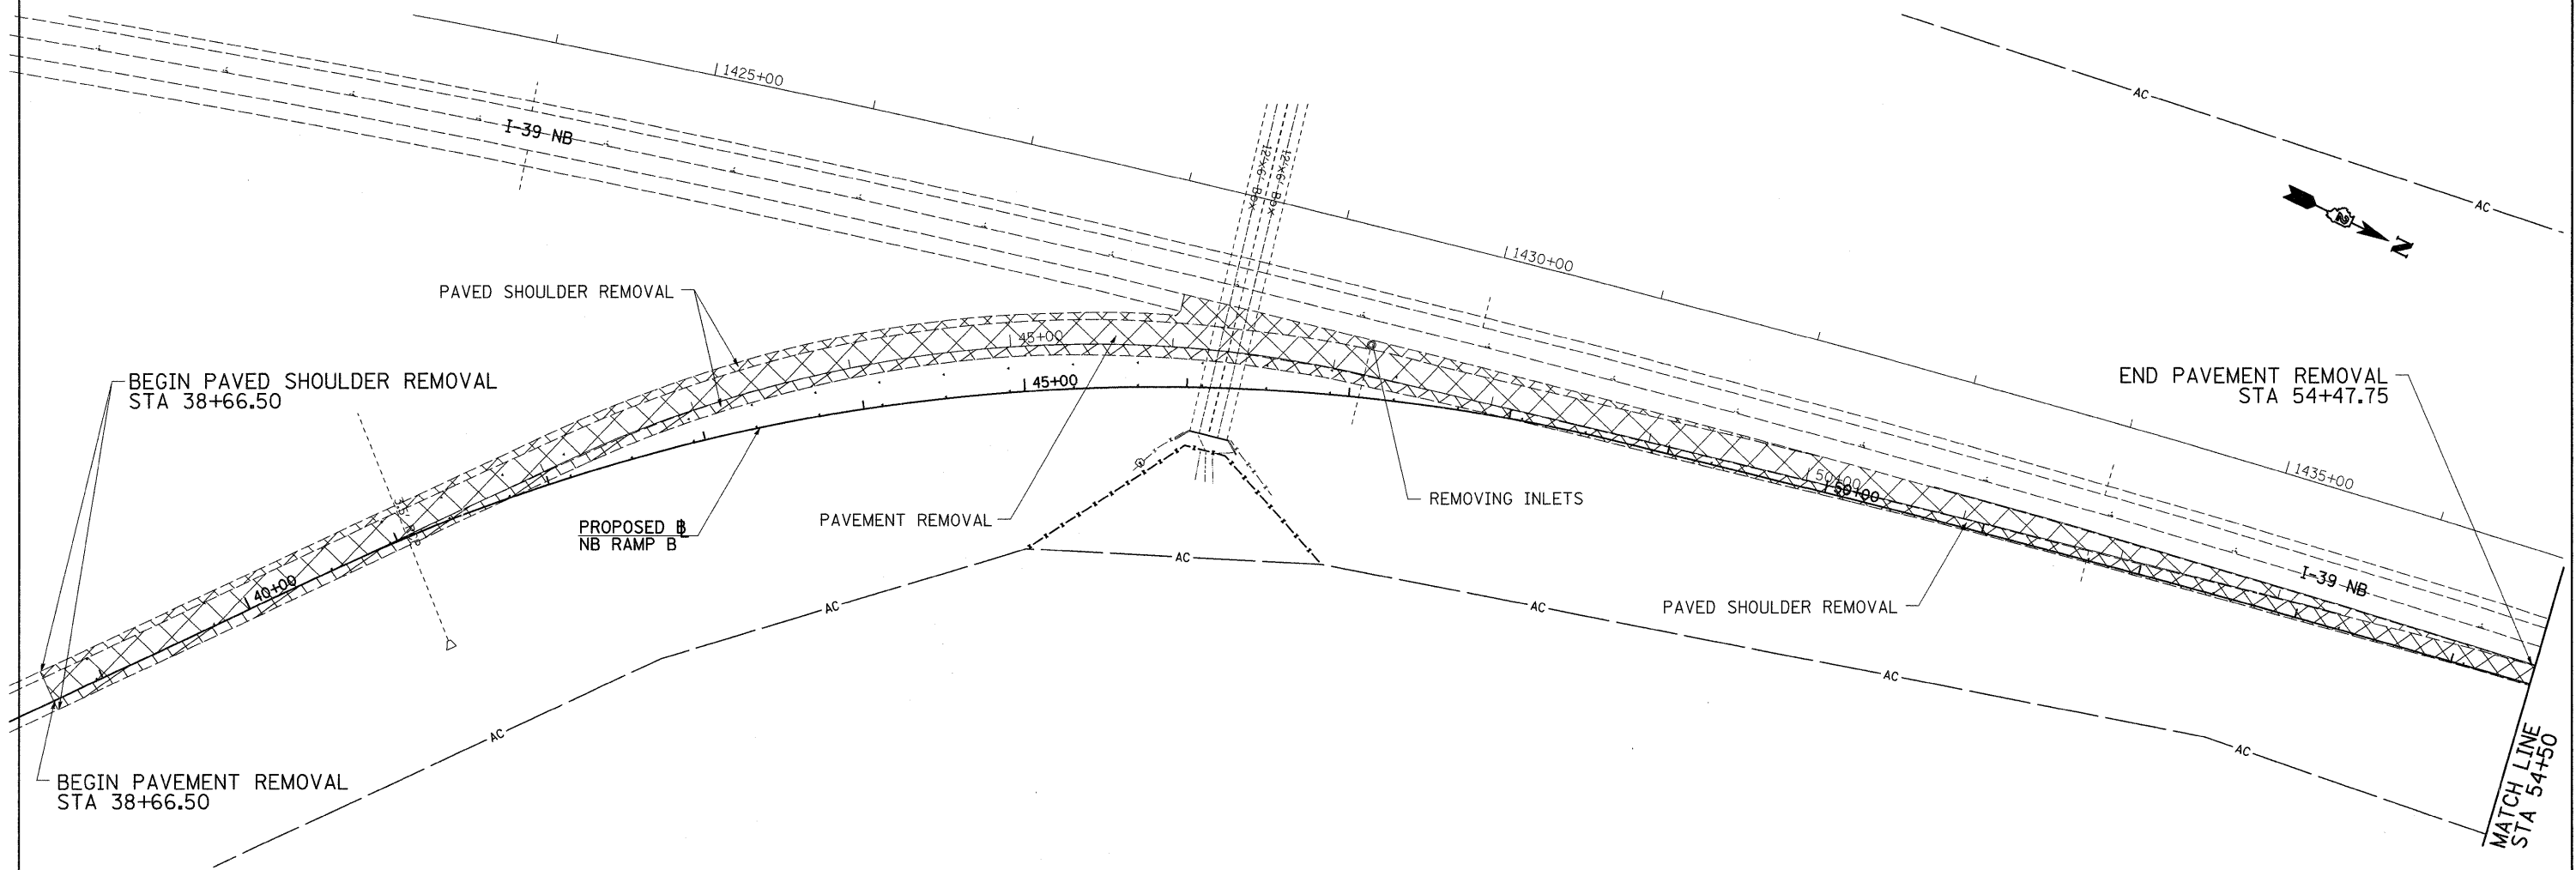 1425+00
AC
I-39 NB
12'x6' Box
12'x6' Box
AC
N
1430+00
PAVED SHOULDER REMOVAL
45+00
BEGIN PAVED SHOULDER REMOVAL
STA 38+66.50
45+00
END PAVEMENT REMOVAL
STA 54+47.75
1435+00
50+00
50+00
REMOVING INLETS
PROPOSED BL
NB RAMP B
PAVEMENT REMOVAL
AC
I-39 NB
40+00
AC
AC
PAVED SHOULDER REMOVAL
AC
AC
AC
BEGIN PAVEMENT REMOVAL
STA 38+66.50
MATCH LINE
STA 54+50